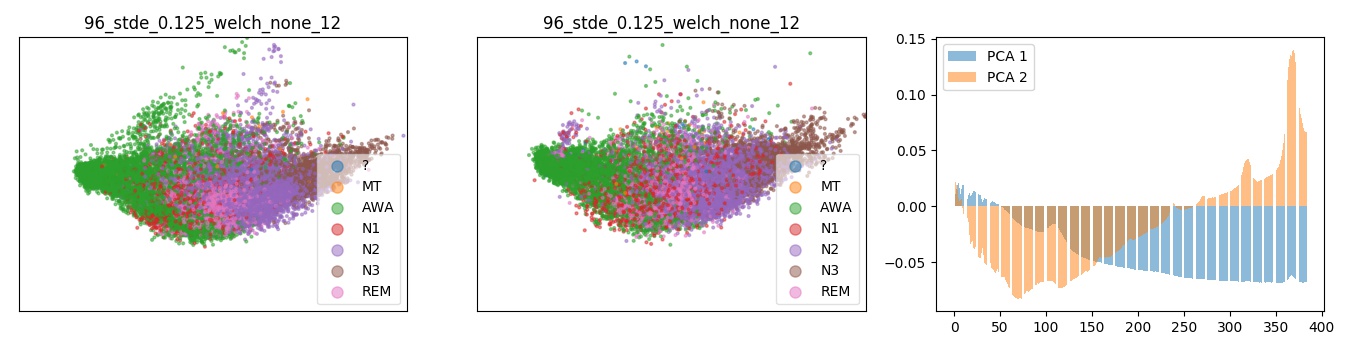 96_stde_0.125_welch_none_12
?
MT
AWA
N1
N2
N3
REM
96_stde_0.125_welch_none_12
?
MT
AWA
N1
N2
N3
REM
0.15
0.10
0.05
0.00
−0.05
PCA 1
PCA 2
0 50 100 150 200 250 300 350 400